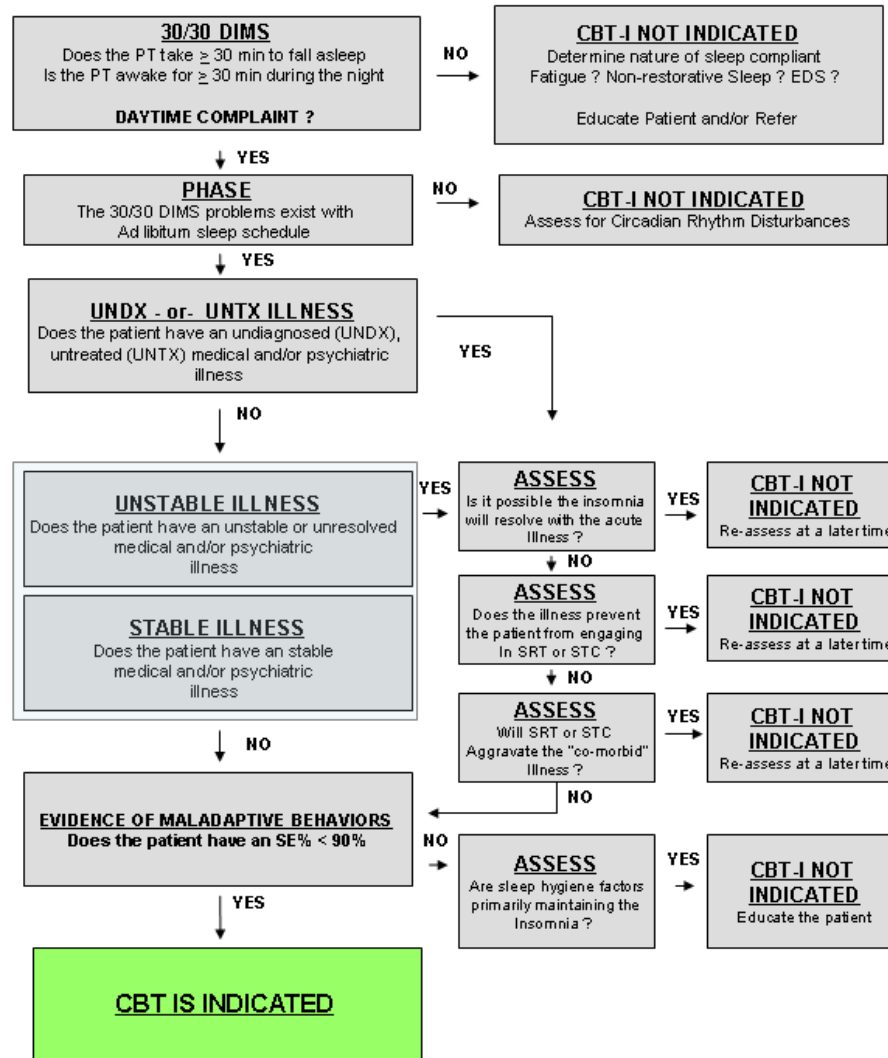 30/30 DIMS
Does the PT take ≥ 30 min to fall asleep
Is the PT awake for ≥ 30 min during the night
DAYTIME COMPLAINT ?
NO
CBT-I NOT INDICATED
Determine nature of sleep compliant
Fatigue ? Non-restorative Sleep ? EDS ?
Educate Patient and/or Refer
YES
PHASE
The 30/30 DIMS problems exist with
Ad libitum sleep schedule
NO
CBT-I NOT INDICATED
Assess for Circadian Rhythm Disturbances
YES
UNDX - or- UNTX ILLNESS
Does the patient have an undiagnosed (UNDX),
untreated (UNTX) medical and/or psychiatric
illness
YES
NO
UNSTABLE ILLNESS
Does the patient have an unstable or unresolved
medical and/or psychiatric
illness
YES
ASSESS
Is it possible the insomnia
will resolve with the acute
Illness ?
YES
CBT-I NOT
INDICATED
Re-assess at a later time
NO
STABLE ILLNESS
Does the patient have an stable
medical and/or psychiatric
illness
ASSESS
Does the illness prevent
the patient from engaging
In SRT or STC ?
YES
CBT-I NOT
INDICATED
Re-assess at a later time
NO
ASSESS
Will SRT or STC
Aggravate the "co-morbid"
Illness ?
YES
CBT-I NOT
INDICATED
Re-assess at a later time
NO
NO
EVIDENCE OF MALADAPTIVE BEHAVIORS
Does the patient have an SE% < 90%
NO
ASSESS
Are sleep hygiene factors
primarily maintaining the
Insomnia ?
YES
CBT-I NOT
INDICATED
Educate the patient
YES
CBT IS INDICATED